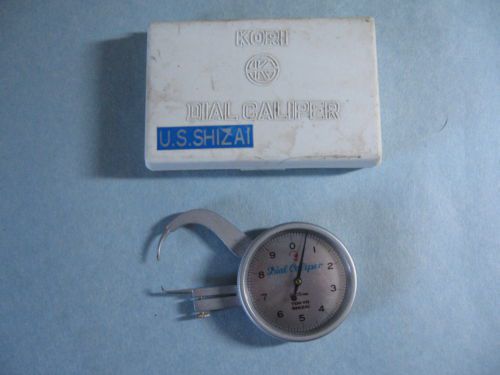 KORI
K
DIAL CALIPER
U.S.SHIZAI
0
9 1
8 2
Dial Caliper
7 3
6 4
5